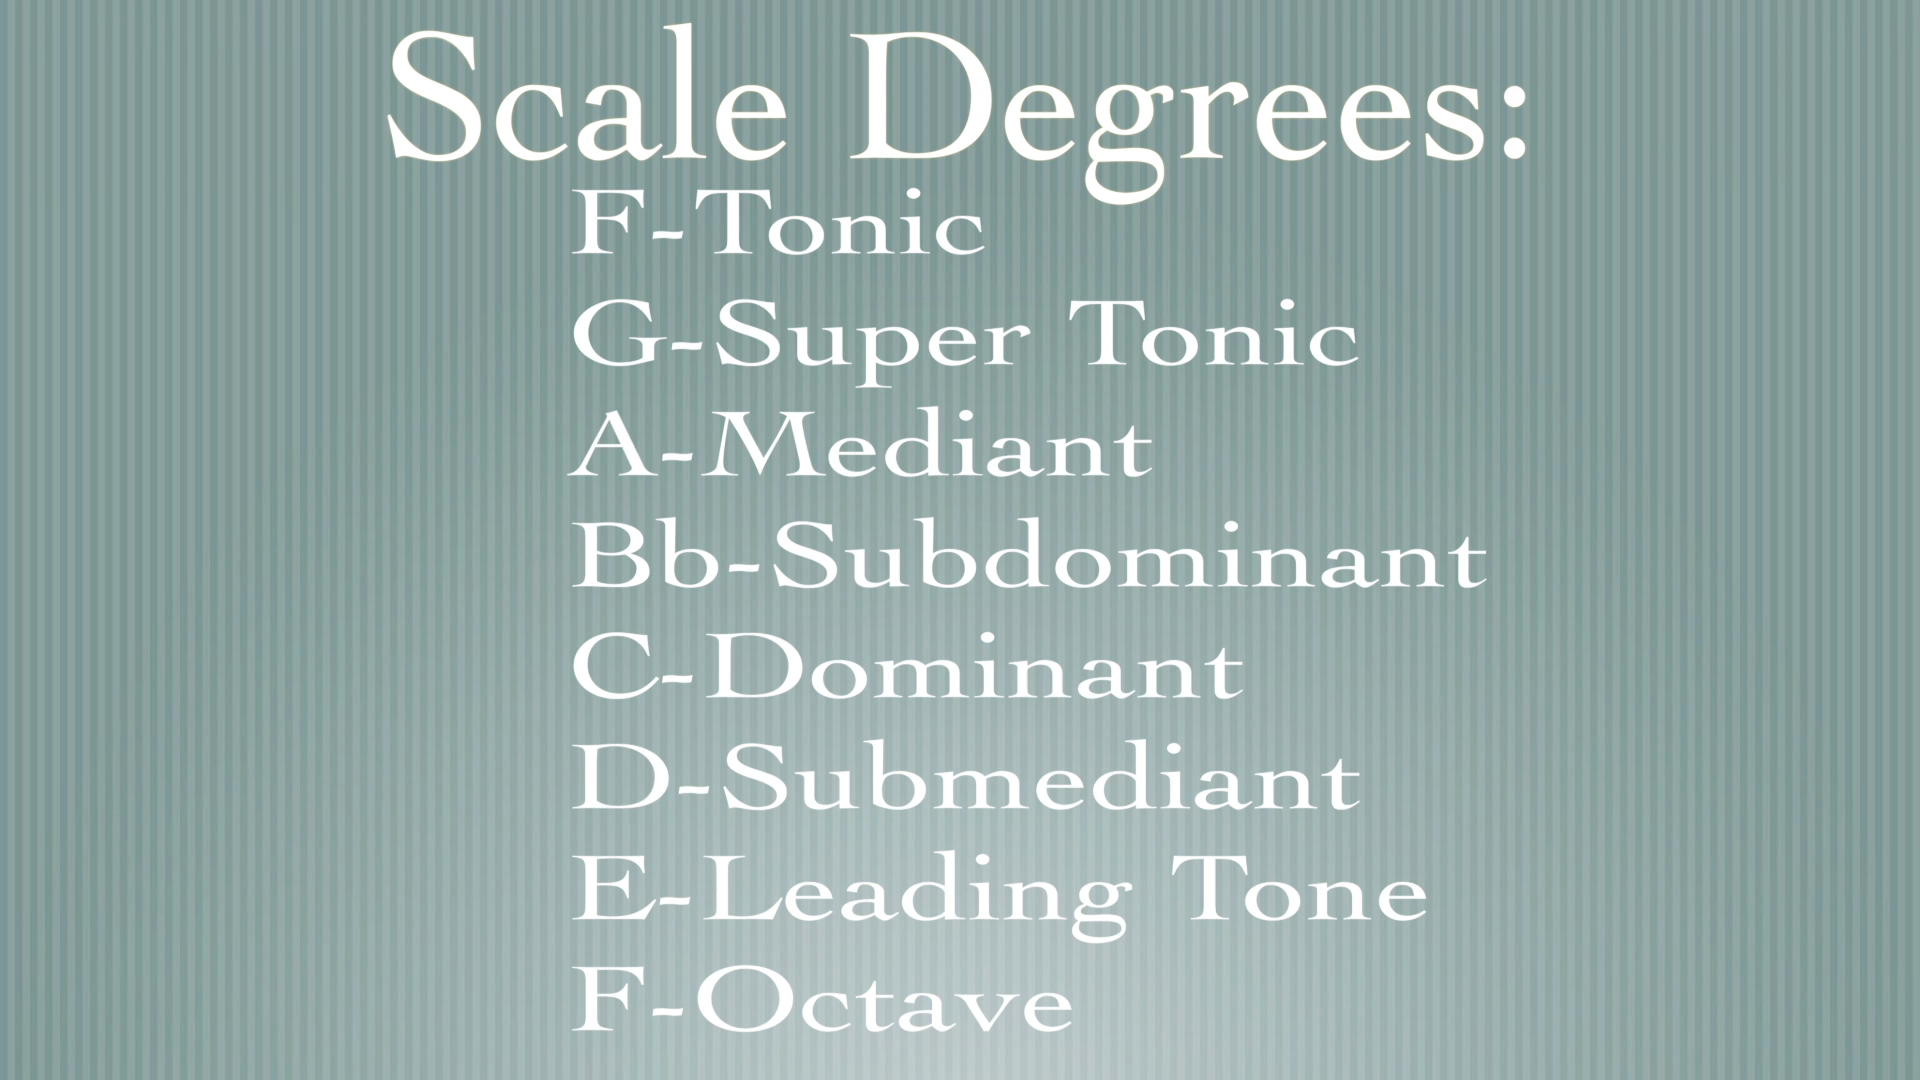 Scale Degrees:
F-Tonic
G-Super Tonic
A-Mediant
Bb-Subdominant
C-Dominant
D-Submediant
E-Leading Tone
F-Octave